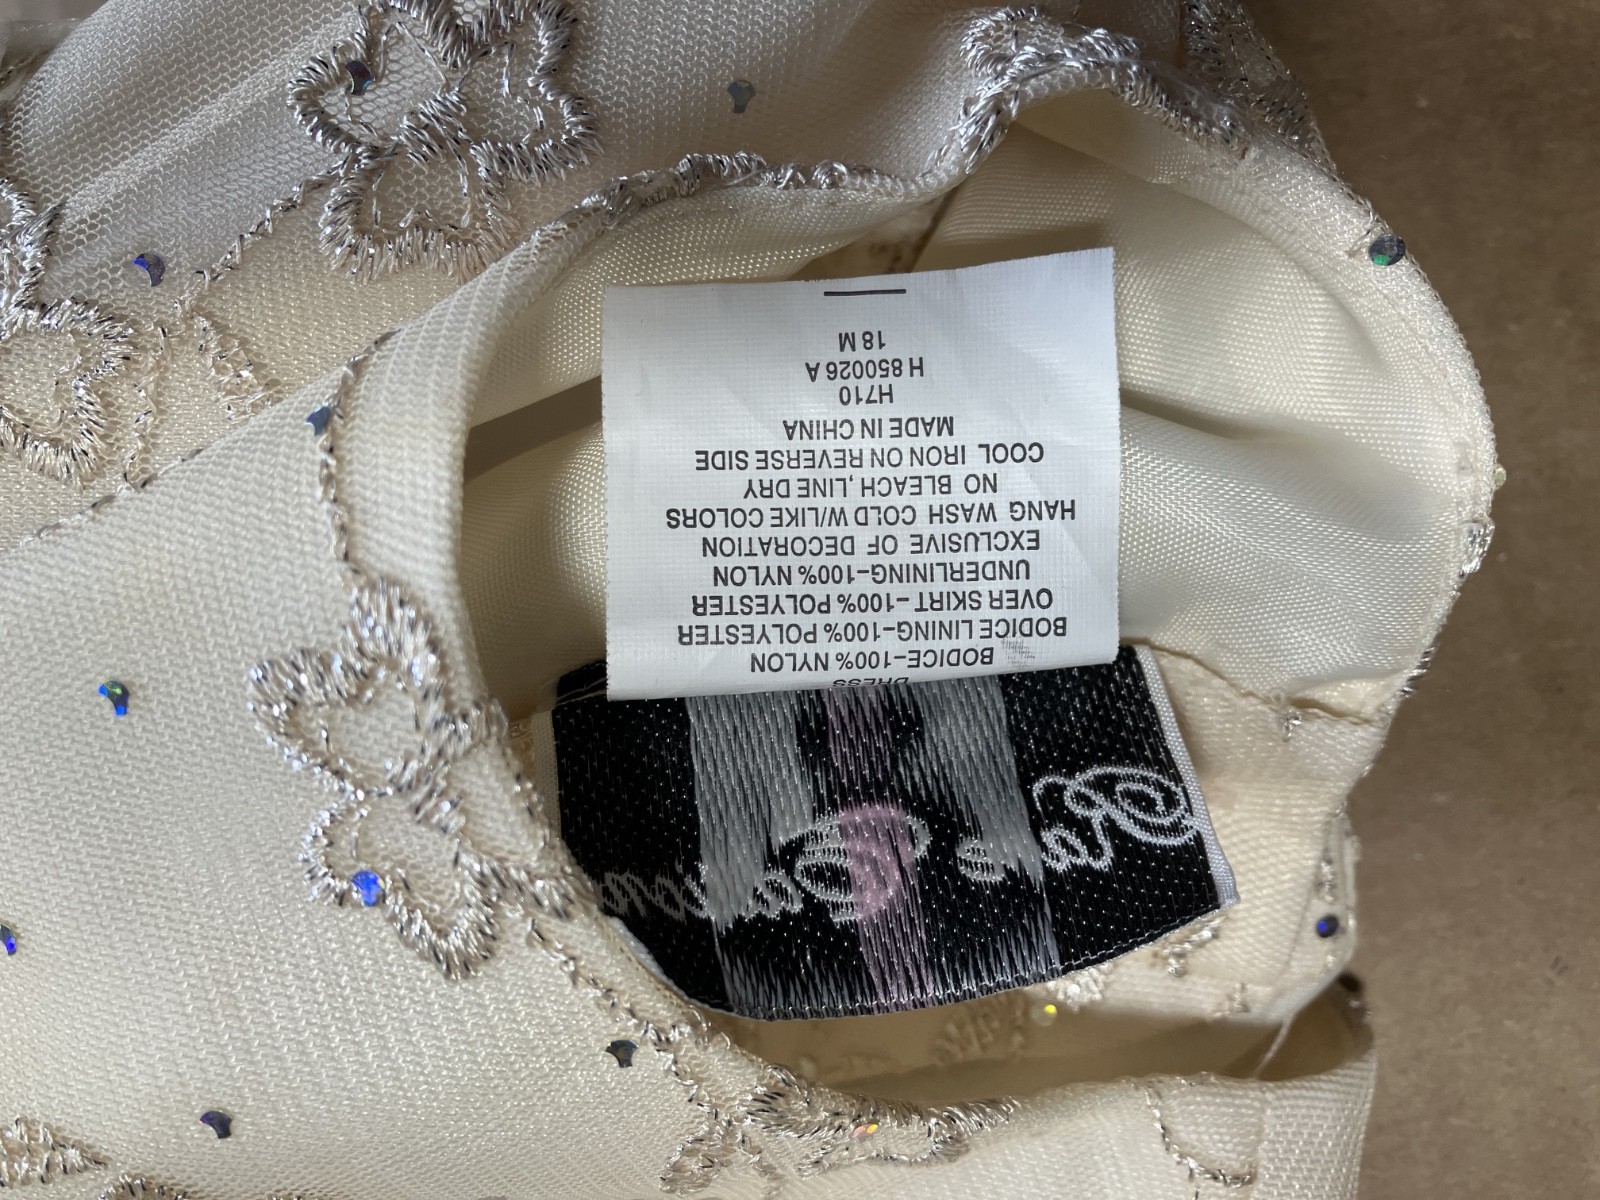 DRESS
BODICE–100% NYLON
BODICE LINING–100% POLYESTER
OVER SKIRT–100% POLYESTER
UNDERLINING–100% NYLON
EXCLUSIVE OF DECORATION
HANG WASH COLD W/LIKE COLORS
NO BLEACH, LINE DRY
COOL IRON ON REVERSE SIDE
MADE IN CHINA
H710
H 850026 A
18 M